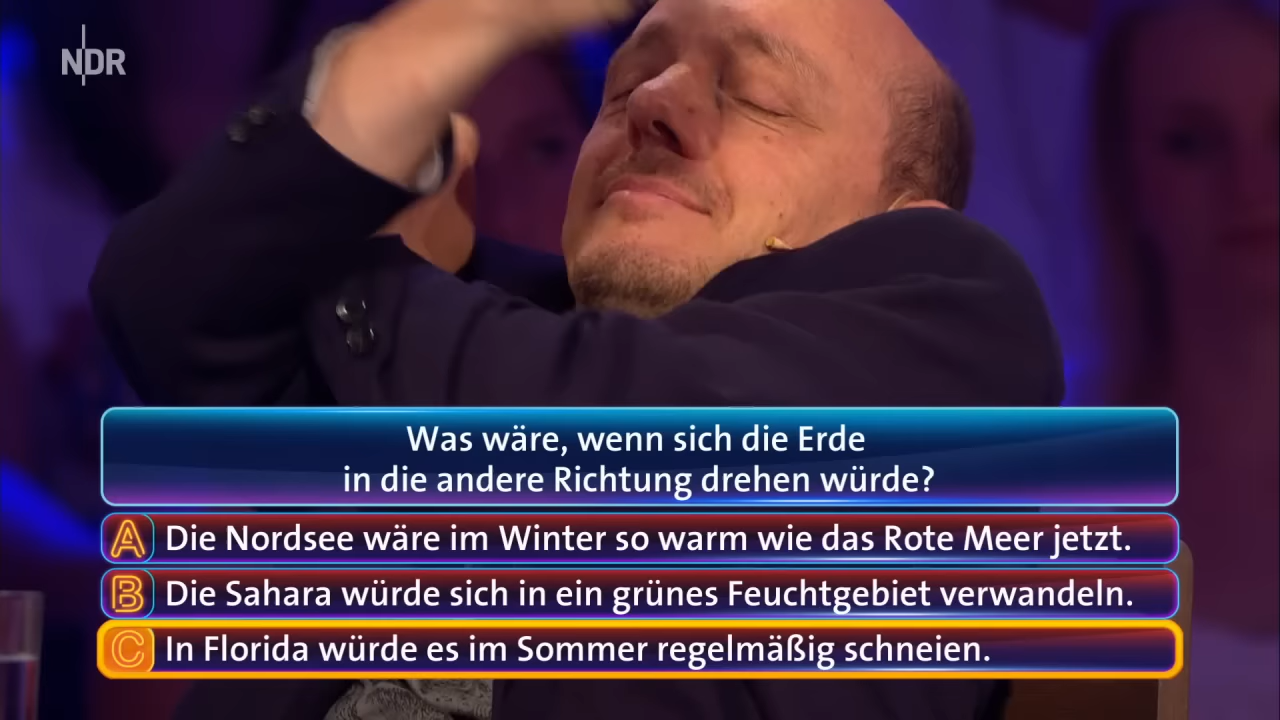 NDR
Was wäre, wenn sich die Erde
in die andere Richtung drehen würde?
A Die Nordsee wäre im Winter so warm wie das Rote Meer jetzt.
B Die Sahara würde sich in ein grünes Feuchtgebiet verwandeln.
C In Florida würde es im Sommer regelmäßig schneien.